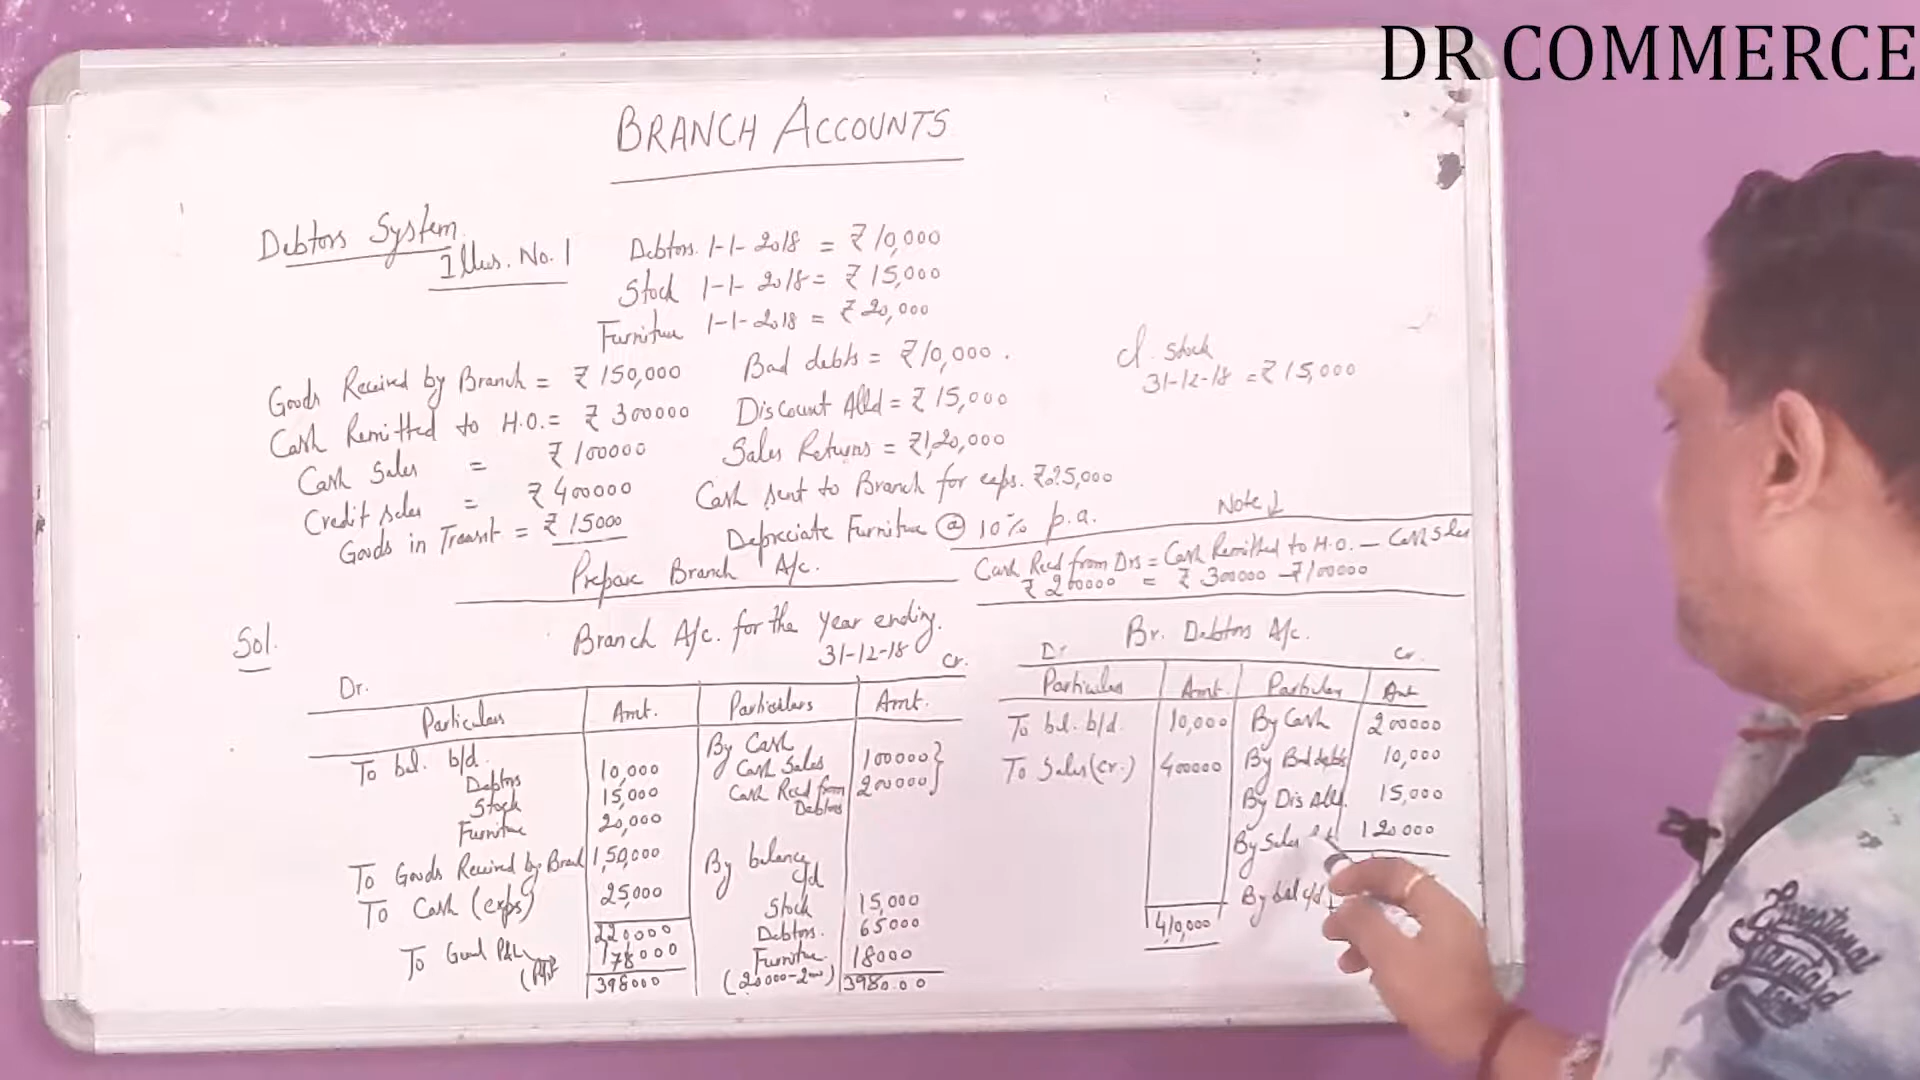 DR COMMERCE
BRANCH ACCOUNTS
Debtors System
Illus. No. 1
Debtors 1-1-2018 = ₹10,000
Stock 1-1-2018 = ₹15,000
Furniture 1-1-2018 = ₹20,000
Goods Received by Branch = ₹150,000
Cash Remitted to H.O. = ₹300000
Cash Sales = ₹100000
Credit sales = ₹400000
Goods in Transit = ₹15000
Bad debts = ₹10,000.
Discount Alld = ₹15,000
Sales Returns = ₹1,20,000
Cash sent to Branch for exps. ₹25,000
Depreciate Furniture @ 10% p.a.
Cl. Stock
31-12-18 = ₹15,000
Prepare Branch A/c.
Note ↓
Cash Recd from Drs = Cash Remitted to H.O. – Cash Sales
₹200000 = ₹300000 – ₹100000
Sol.
Branch A/c. for the Year ending.
31-12-18
Dr. Cr.
Particulars Amt. Particulars Amt.
To bal. b/d.
Debtors 10,000
Stock 15,000
Furniture 20,000
To Goods Received by Branch 1,50,000
To Cash (exps) 25,000
220000
To Genl P&L 178000
398000
By Cash
Cash Sales 100000
Cash Recd from Debtors 200000
By balance c/d
Stock 15,000
Debtors. 65000
Furniture 18000
(20000-2000) 398000
Br. Debtors A/c.
Dr Cr.
Particulars Amt. Particular Amt
To bal. b/d. 10,000 By Cash 200000
To Sales (cr.) 400000 By Bad debts 10,000
By Dis Alld. 15,000
By Sales 120000
By bal c/d
410,000
Emotional
Standard